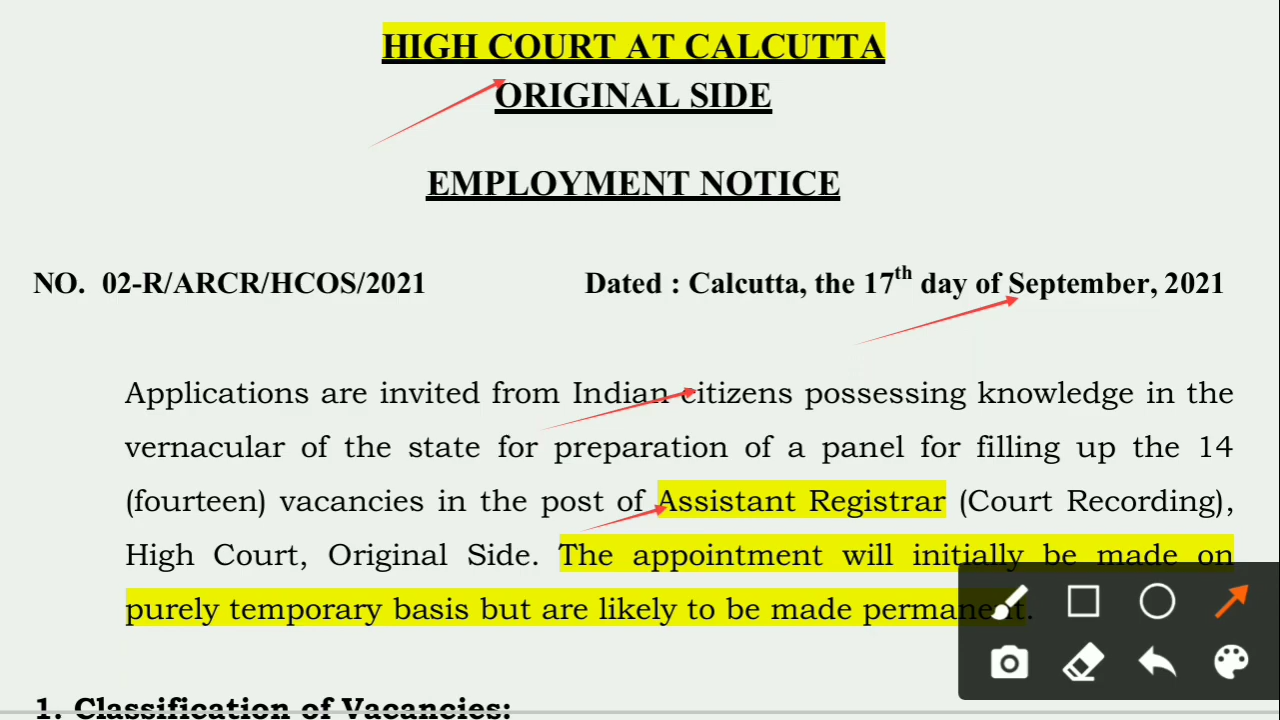 HIGH COURT AT CALCUTTA
ORIGINAL SIDE
EMPLOYMENT NOTICE
NO. 02-R/ARCR/HCOS/2021 Dated : Calcutta, the 17th day of September, 2021
Applications are invited from Indian citizens possessing knowledge in the
vernacular of the state for preparation of a panel for filling up the 14
(fourteen) vacancies in the post of Assistant Registrar (Court Recording),
High Court, Original Side. The appointment will initially be made on
purely temporary basis but are likely to be made permanent.
1. Classification of Vacancies: